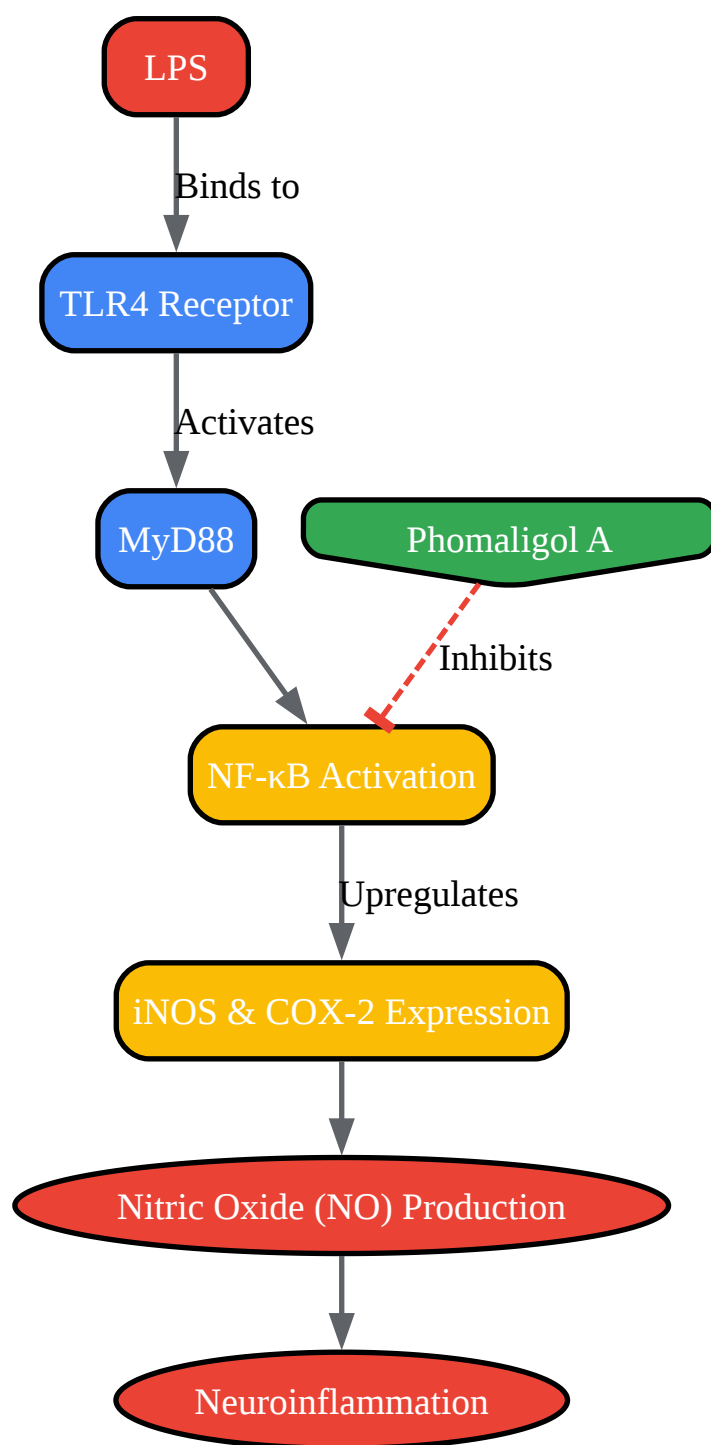 LPS
Binds to
TLR4 Receptor
Activates
MyD88
Phomaligol A
Inhibits
NF-κB Activation
Upregulates
iNOS & COX-2 Expression
Nitric Oxide (NO) Production
Neuroinflammation